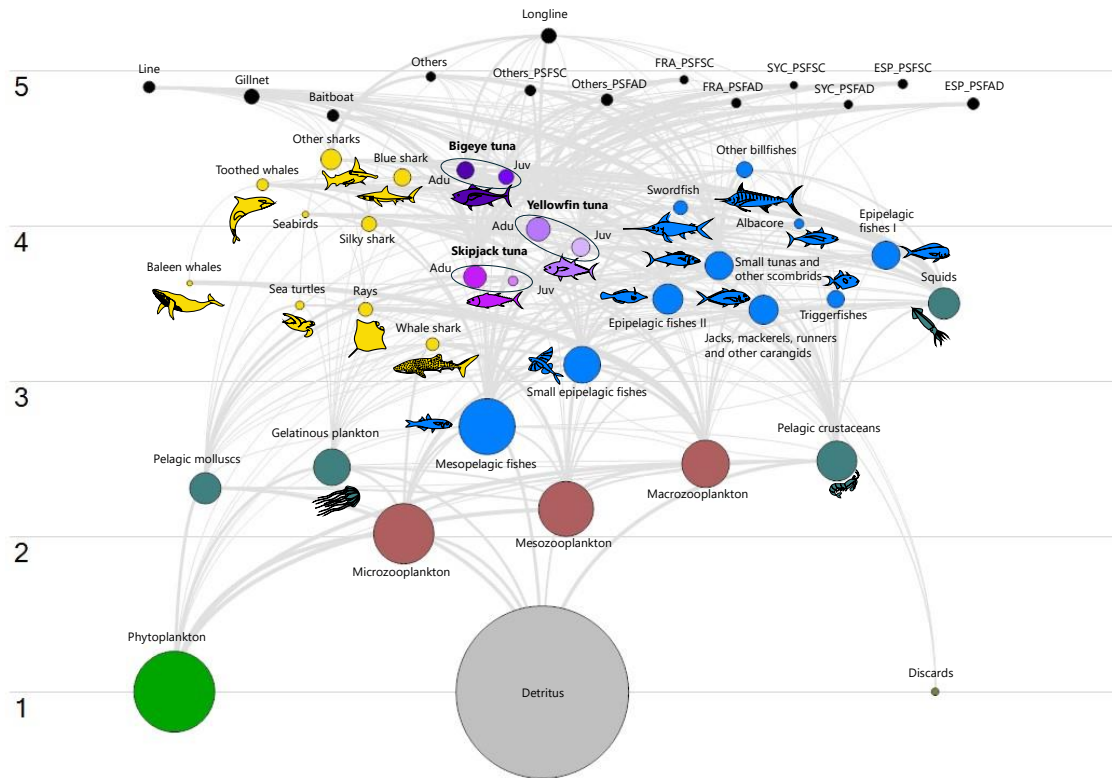 Longline
5
Line
Gillnet
Baitboat
Others
Others_PSFSC
Others_PSFAD
FRA_PSFSC
FRA_PSFAD
SYC_PSFSC
SYC_PSFAD
ESP_PSFSC
ESP_PSFAD
Other sharks
Toothed whales
Blue shark
Bigeye tuna
Adu
Juv
Other billfishes
Swordfish
Albacore
Seabirds
Silky shark
4
Yellowfin tuna
Adu
Juv
Epipelagic
fishes I
Skipjack tuna
Adu
Juv
Small tunas and
other scombrids
Squids
Baleen whales
Sea turtles
Rays
Whale shark
Epipelagic fishes II
Triggerfishes
Jacks, mackerels, runners
and other carangids
3
Small epipelagic fishes
Gelatinous plankton
Pelagic molluscs
Mesopelagic fishes
Pelagic crustaceans
Macrozooplankton
2
Mesozooplankton
Microzooplankton
Phytoplankton
1
Detritus
Discards